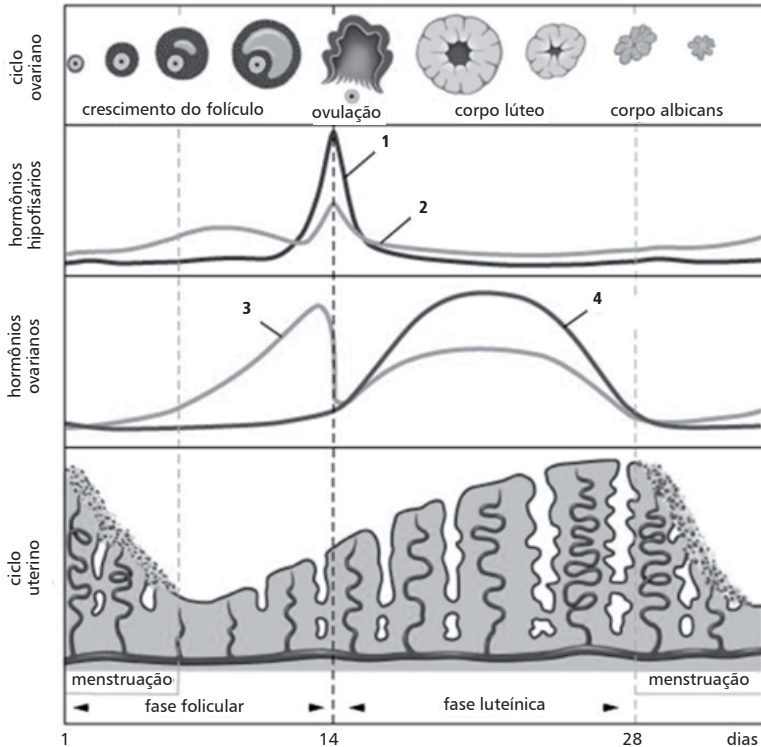 ciclo
ovariano
crescimento do folículo
ovulação
corpo lúteo
corpo albicans
hormônios
hipofisários
1
2
hormônios
ovarianos
3
4
ciclo
uterino
menstruação
menstruação
fase folicular
fase luteínica
1
14
28
dias